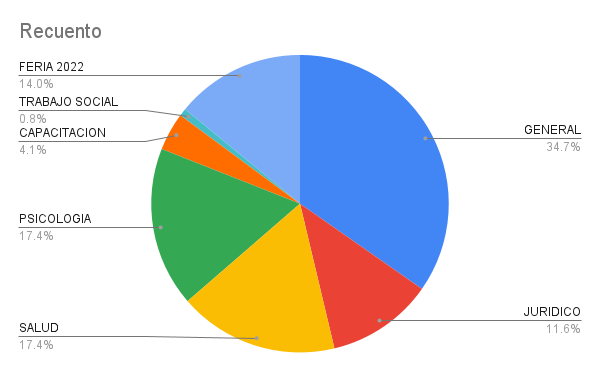 Recuento
FERIA 2022
14.0%
TRABAJO SOCIAL
0.8%
CAPACITACION
4.1%
PSICOLOGIA
17.4%
SALUD
17.4%
GENERAL
34.7%
JURIDICO
11.6%